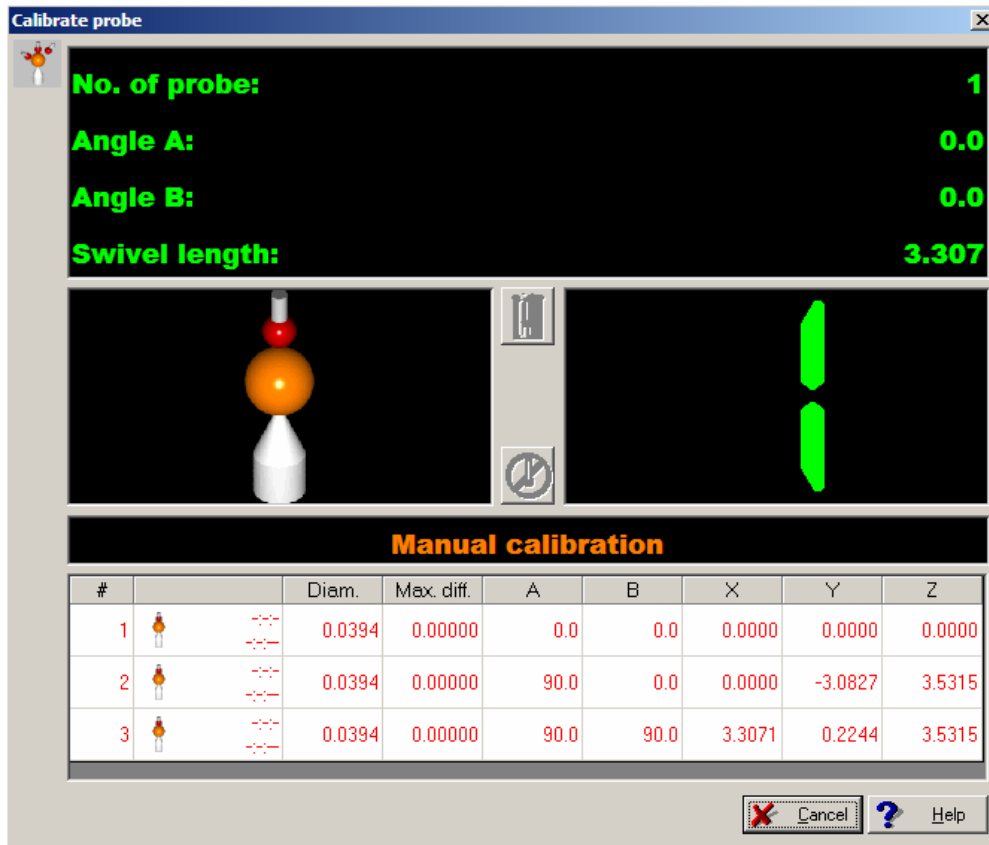 Calibrate probe
No. of probe: 1
Angle A: 0.0
Angle B: 0.0
Swivel length: 3.307
1
Manual calibration
# Diam. Max. diff. A B X Y Z
1 -:-:- 0.0394 0.00000 0.0 0.0 0.0000 0.0000 0.0000
-:-:—
2 -:-:- 0.0394 0.00000 90.0 0.0 0.0000 -3.0827 3.5315
-:-:—
3 -:-:- 0.0394 0.00000 90.0 90.0 3.3071 0.2244 3.5315
-:-:—
Cancel Help